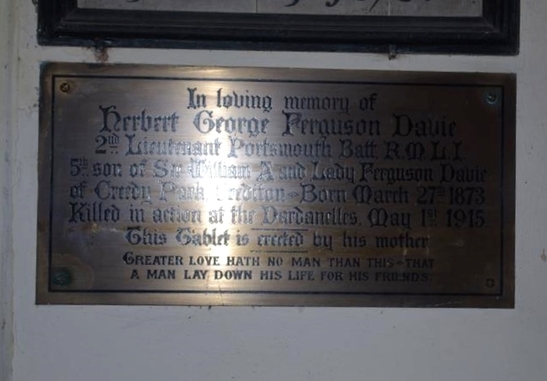 In loving memory of
Herbert George Ferguson Davie
2nd Lieutenant Portsmouth Batt. R.M.L.I.
5th son of Sir William A and Lady Ferguson Davie
of Creedy Park Crediton – Born March 27th 1873
Killed in action at the Dardanelles. May 1st 1915
This Tablet is erected by his mother
GREATER LOVE HATH NO MAN THAN THIS – THAT
A MAN LAY DOWN HIS LIFE FOR HIS FRIENDS.